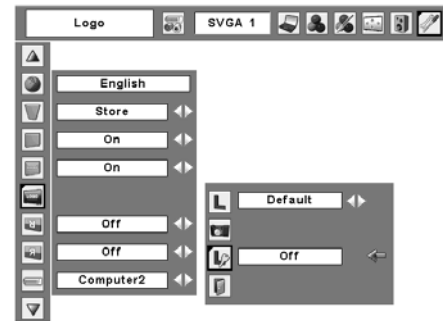 Logo SVGA 1
English
Store
On
On
Default
Off
Off
Off
Computer2